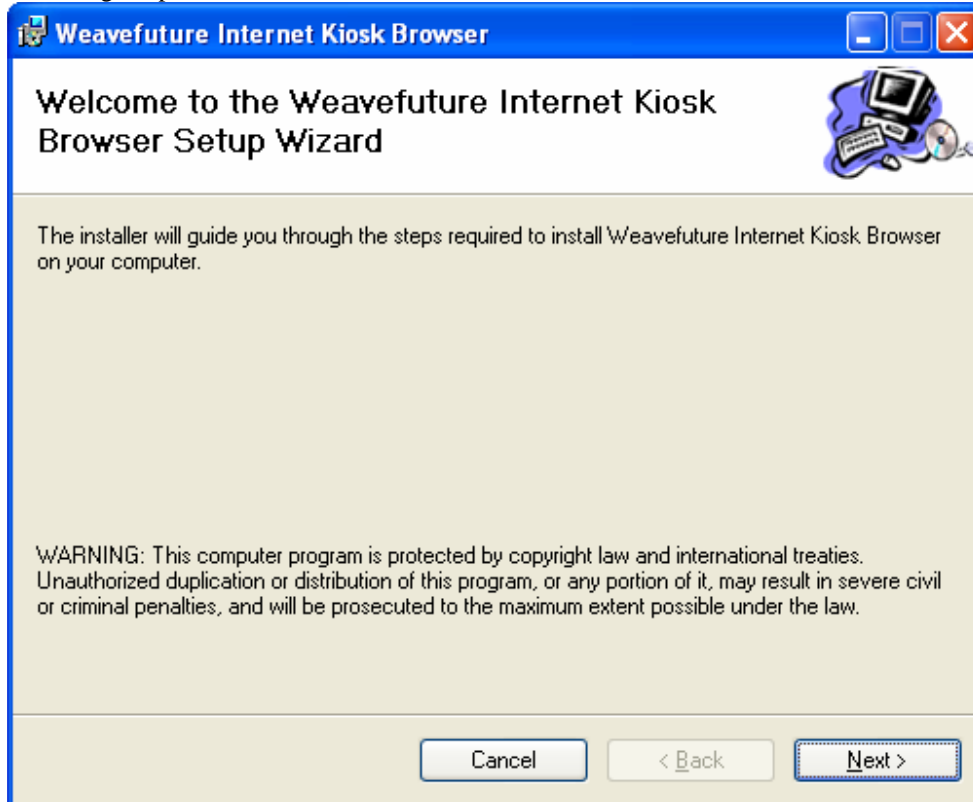 Weavefuture Internet Kiosk Browser
Welcome to the Weavefuture Internet Kiosk
Browser Setup Wizard
The installer will guide you through the steps required to install Weavefuture Internet Kiosk Browser
on your computer.
WARNING: This computer program is protected by copyright law and international treaties.
Unauthorized duplication or distribution of this program, or any portion of it, may result in severe civil
or criminal penalties, and will be prosecuted to the maximum extent possible under the law.
Cancel < Back Next >